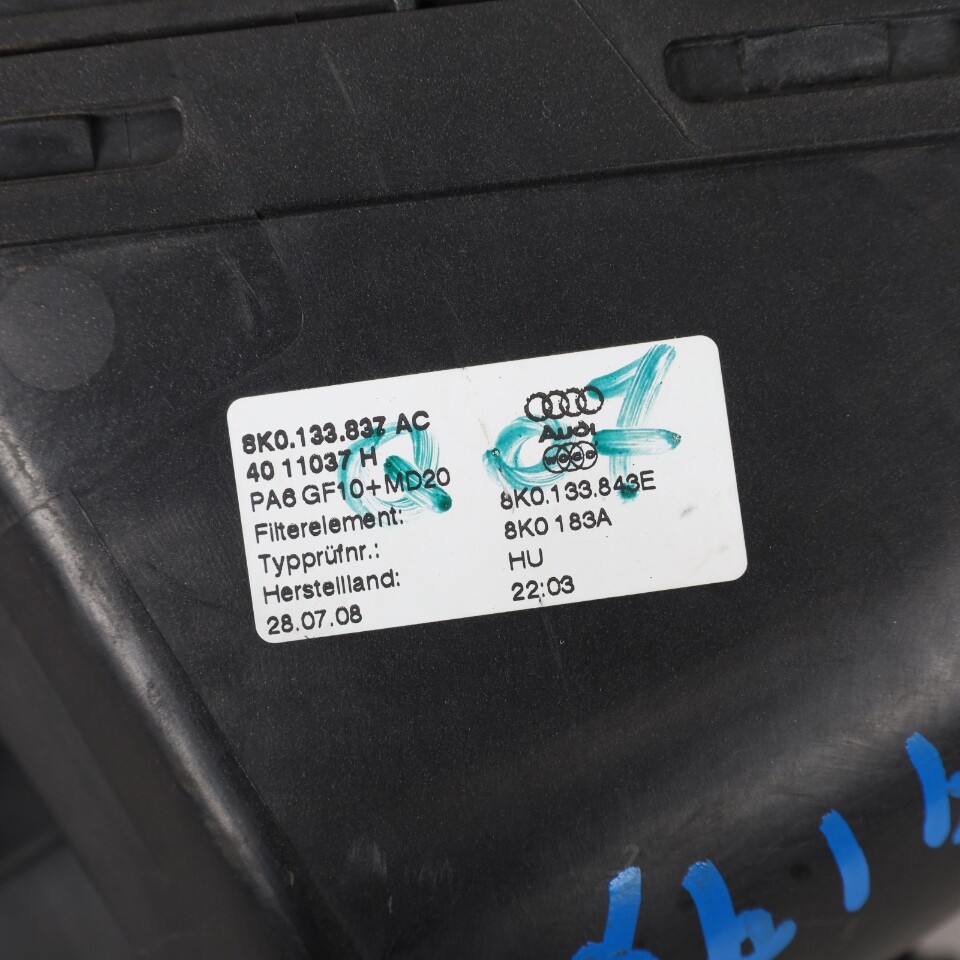 8K0.133.837 AC
40 11037 H
PA6 GF10+MD20
Filterelement: 8K0.133.843E
Typprüfnr.: 8K0 183A
Herstellland: HU
28.07.08 22:03
Audi